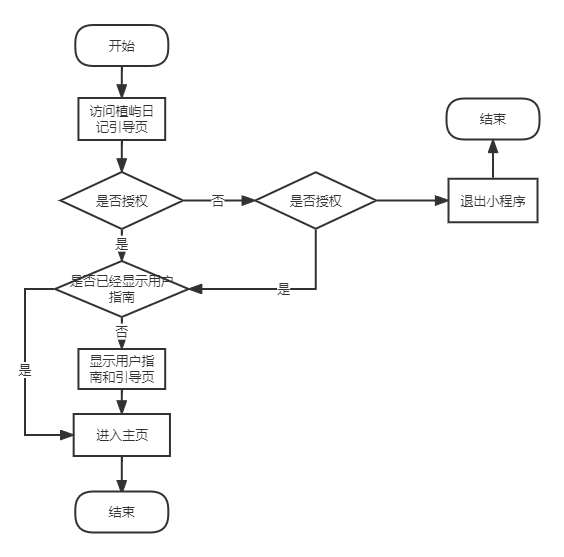 开始
访问植屿日
记引导页
结束
是否授权
否
是否授权
退出小程序
是
是否已经显示用户
指南
是
否
显示用户指
南和引导页
是
进入主页
结束